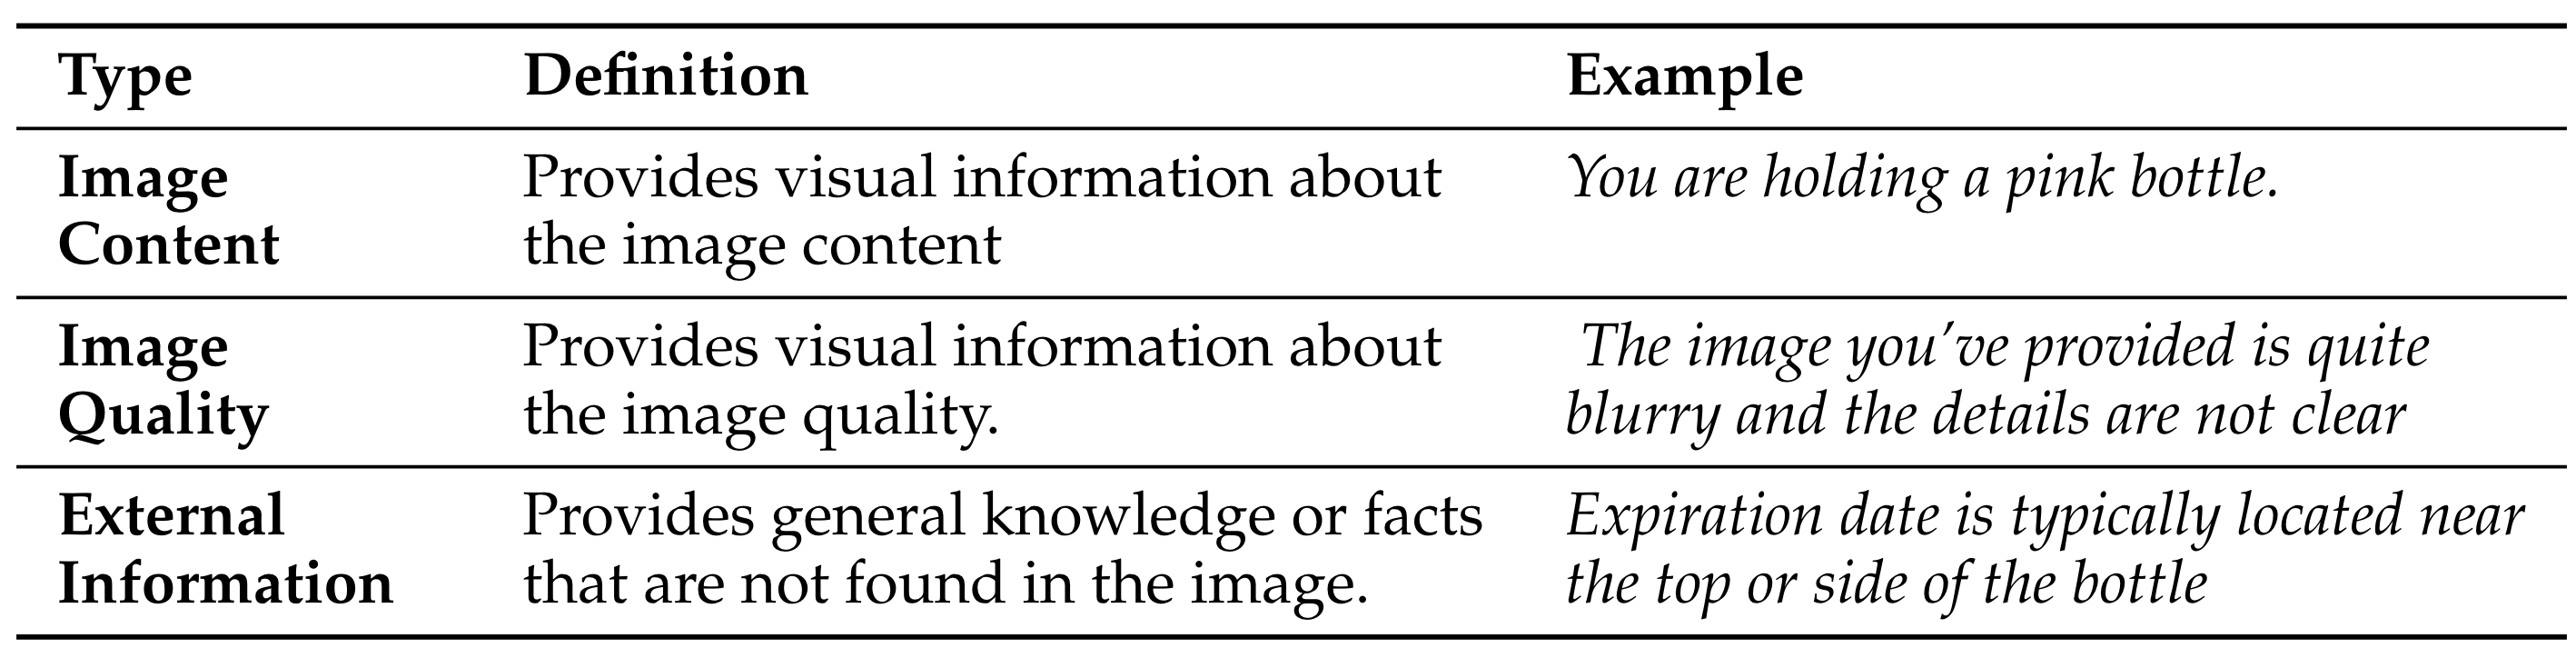 Type Definition Example
Image Provides visual information about You are holding a pink bottle.
Content the image content
Image Provides visual information about The image you've provided is quite
Quality the image quality. blurry and the details are not clear
External Provides general knowledge or facts Expiration date is typically located near
Information that are not found in the image. the top or side of the bottle